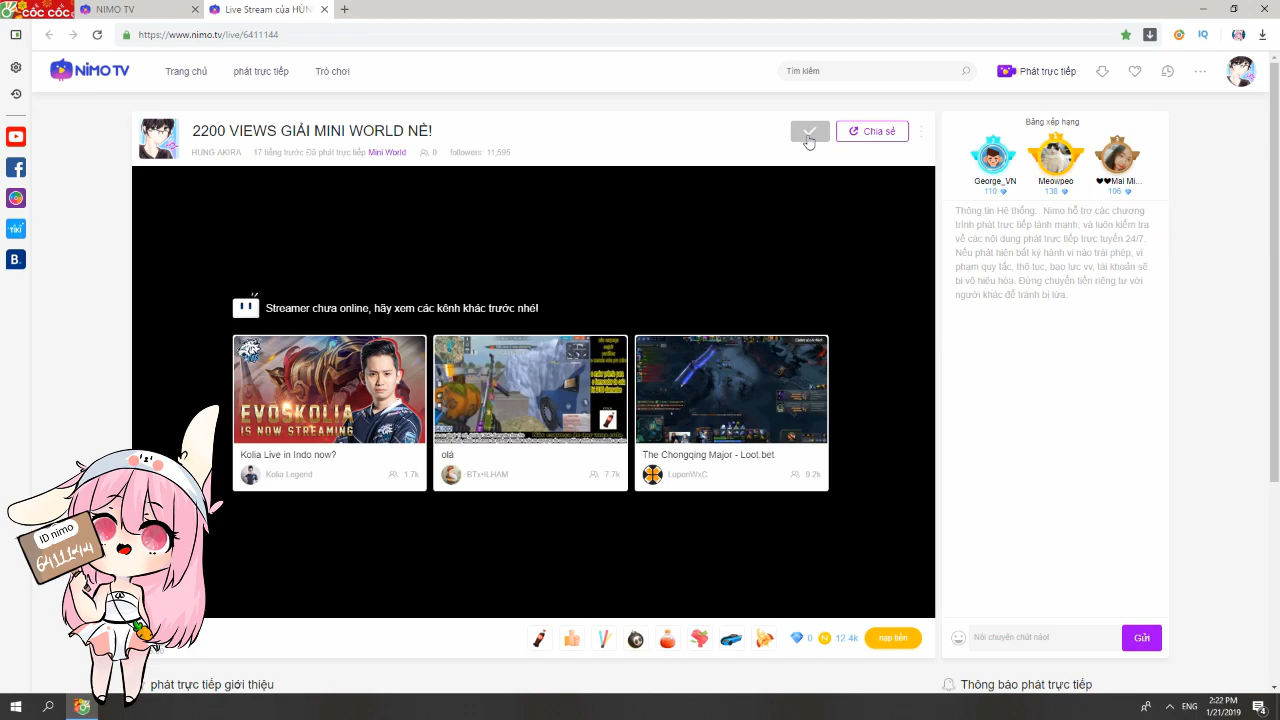 CỐC CỐC
NIMO TV
Live Stream của HÙN
https://www.nimo.tv/live/6411144
NIMO TV
Trang chủ
phát trực tiếp
Trò chơi
Tìm kiếm
Phát trực tiếp
2200 VIEWS GIẢI MINI WORLD NÈ!
HÙNG AKIRA
17 tiếng trước Đã phát trực tiếp Mini World
0
followers: 11,595
Chia sẻ
Bảng xếp hạng
George_VN
Meowpeo
❤❤Mai Mi...
110
138
106
Thông tin Hệ thống: Nimo hỗ trợ các chương
trình phát trực tiếp lành mạnh, và luôn kiểm tra
về các nội dung phát trực tiếp trực tuyến 24/7.
Nếu phát hiện bất kỳ hành vi nào trái phép, vi
phạm quy tắc, thô tục, bạo lực vv, tài khoản sẽ
bị vô hiệu hóa. Đừng chuyển tiền riêng tư với
người khác để tránh bị lừa.
Streamer chưa online, hãy xem các kênh khác trước nhé!
EVOSKOLIA
IS NOW STREAMING
Kolia Live in Indo now?
Kolia Legend
1.7k
olá
BTx•ILHAM
7.7k
The Chongqing Major - Loot.bet
LuponWxC
9.2k
ID nimo
6411144
0
12.4k
nạp tiền
Nói chuyện chút nào!
Gửi
phát trực tiếp giới thiệu
Thông báo phát trực tiếp
TIKI
B.
IQ
ENG
2:22 PM
1/21/2019
4